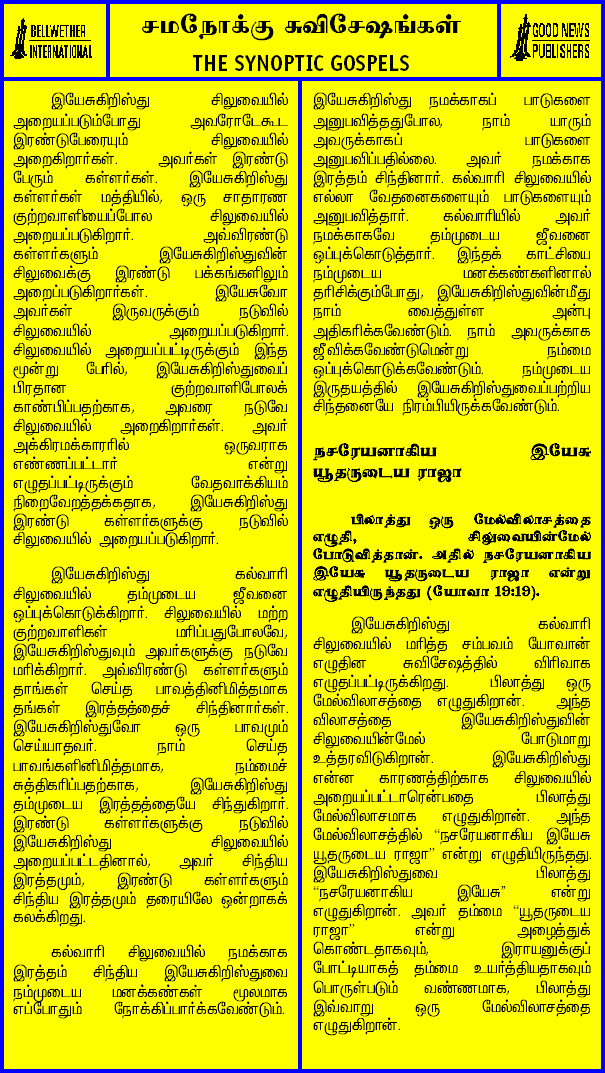 BELLWETHER
INTERNATIONAL
சமநோக்கு சுவிசேஷங்கள்
THE SYNOPTIC GOSPELS
GOOD NEWS
PUBLISHERS
இயேசுகிறிஸ்து சிலுவையில்
அறையப்படும்போது அவரோடேகூட
இரண்டுபேரையும் சிலுவையில்
அறைகிறார்கள். அவர்கள் இரண்டு
பேரும் கள்ளர்கள். இயேசுகிறிஸ்து
கள்ளர்கள் மத்தியில், ஒரு சாதாரண
குற்றவாளியைப்போல சிலுவையில்
அறையப்படுகிறார். அவ்விரண்டு
கள்ளர்களும் இயேசுகிறிஸ்துவின்
சிலுவைக்கு இரண்டு பக்கங்களிலும்
அறைப்படுகிறார்கள். இயேசுவோ
அவர்கள் இருவருக்கும் நடுவில்
சிலுவையில் அறையப்படுகிறார்.
சிலுவையில் அறையப்பட்டிருக்கும் இந்த
மூன்று பேரில், இயேசுகிறிஸ்துவைப்
பிரதான குற்றவாளிபோலக்
காண்பிப்பதற்காக, அவரை நடுவே
சிலுவையில் அறைகிறார்கள். அவர்
அக்கிரமக்காரரில் ஒருவராக
எண்ணப்பட்டார் என்று
எழுதப்பட்டிருக்கும் வேதவாக்கியம்
நிறைவேறத்தக்கதாக, இயேசுகிறிஸ்து
இரண்டு கள்ளர்களுக்கு நடுவில்
சிலுவையில் அறையப்படுகிறார்.
இயேசுகிறிஸ்து கல்வாரி
சிலுவையில் தம்முடைய ஜீவனை
ஒப்புக்கொடுக்கிறார். சிலுவையில் மற்ற
குற்றவாளிகள் மரிப்பதுபோலவே,
இயேசுகிறிஸ்துவும் அவர்களுக்கு நடுவே
மரிக்கிறார். அவ்விரண்டு கள்ளர்களும்
தாங்கள் செய்த பாவத்தினிமித்தமாக
தங்கள் இரத்தத்தைச் சிந்தினார்கள்.
இயேசுகிறிஸ்துவோ ஒரு பாவமும்
செய்யாதவர். நாம் செய்த
பாவங்களினிமித்தமாக, நம்மைச்
சுத்திகரிப்பதற்காக, இயேசுகிறிஸ்து
தம்முடைய இரத்தத்தையே சிந்துகிறார்.
இரண்டு கள்ளர்களுக்கு நடுவில்
இயேசுகிறிஸ்து சிலுவையில்
அறையப்பட்டதினால், அவர் சிந்திய
இரத்தமும், இரண்டு கள்ளர்களும்
சிந்திய இரத்தமும் தரையிலே ஒன்றாகக்
கலக்கிறது.
கல்வாரி சிலுவையில் நமக்காக
இரத்தம் சிந்திய இயேசுகிறிஸ்துவை
நம்முடைய மனக்கண்கள் மூலமாக
எப்போதும் நோக்கிப்பார்க்கவேண்டும்.
இயேசுகிறிஸ்து நமக்காகப் பாடுகளை
அனுபவித்ததுபோல, நாம் யாரும்
அவருக்காகப் பாடுகளை
அனுபவிப்பதில்லை. அவர் நமக்காக
இரத்தம் சிந்தினார். கல்வாரி சிலுவையில்
எல்லா வேதனைகளையும் பாடுகளையும்
அனுபவித்தார். கல்வாரியில் அவர்
நமக்காகவே தம்முடைய ஜீவனை
ஒப்புக்கொடுத்தார். இந்தக் காட்சியை
நம்முடைய மனக்கண்களினால்
தரிசிக்கும்போது, இயேசுகிறிஸ்துவின்மீது
நாம் வைத்துள்ள அன்பு
அதிகரிக்கவேண்டும். நாம் அவருக்காக
ஜீவிக்கவேண்டுமென்று நம்மை
ஒப்புக்கொடுக்கவேண்டும். நம்முடைய
இருதயத்தில் இயேசுகிறிஸ்துவைப்பற்றிய
சிந்தனையே நிரம்பியிருக்கவேண்டும்.
நசரேயனாகிய இயேசு
யூதருடைய ராஜா
பிலாத்து ஒரு மேல்விலாசத்தை
எழுதி, சிலுவையின்மேல்
போடுவித்தான். அதில் நசரேயனாகிய
இயேசு யூதருடைய ராஜா என்று
எழுதியிருந்தது (யோவா 19:19).
இயேசுகிறிஸ்து கல்வாரி
சிலுவையில் மரித்த சம்பவம் யோவான்
எழுதின சுவிசேஷத்தில் விரிவாக
எழுதப்பட்டிருக்கிறது. பிலாத்து ஒரு
மேல்விலாசத்தை எழுதுகிறான். அந்த
விலாசத்தை இயேசுகிறிஸ்துவின்
சிலுவையின்மேல் போடுமாறு
உத்தரவிடுகிறான். இயேசுகிறிஸ்து
என்ன காரணத்திற்காக சிலுவையில்
அறையப்பட்டாரென்பதை பிலாத்து
மேல்விலாசமாக எழுதுகிறான். அந்த
மேல்விலாசத்தில் “நசரேயனாகிய இயேசு
யூதருடைய ராஜா” என்று எழுதியிருந்தது.
இயேசுகிறிஸ்துவை பிலாத்து
“நசரேயனாகிய இயேசு” என்று
எழுதுகிறான். அவர் தம்மை “யூதருடைய
ராஜா” என்று அழைத்துக்
கொண்டதாகவும், இராயனுக்குப்
போட்டியாகத் தம்மை உயர்த்தியதாகவும்
பொருள்படும் வண்ணமாக, பிலாத்து
இவ்வாறு ஒரு மேல்விலாசத்தை
எழுதுகிறான்.